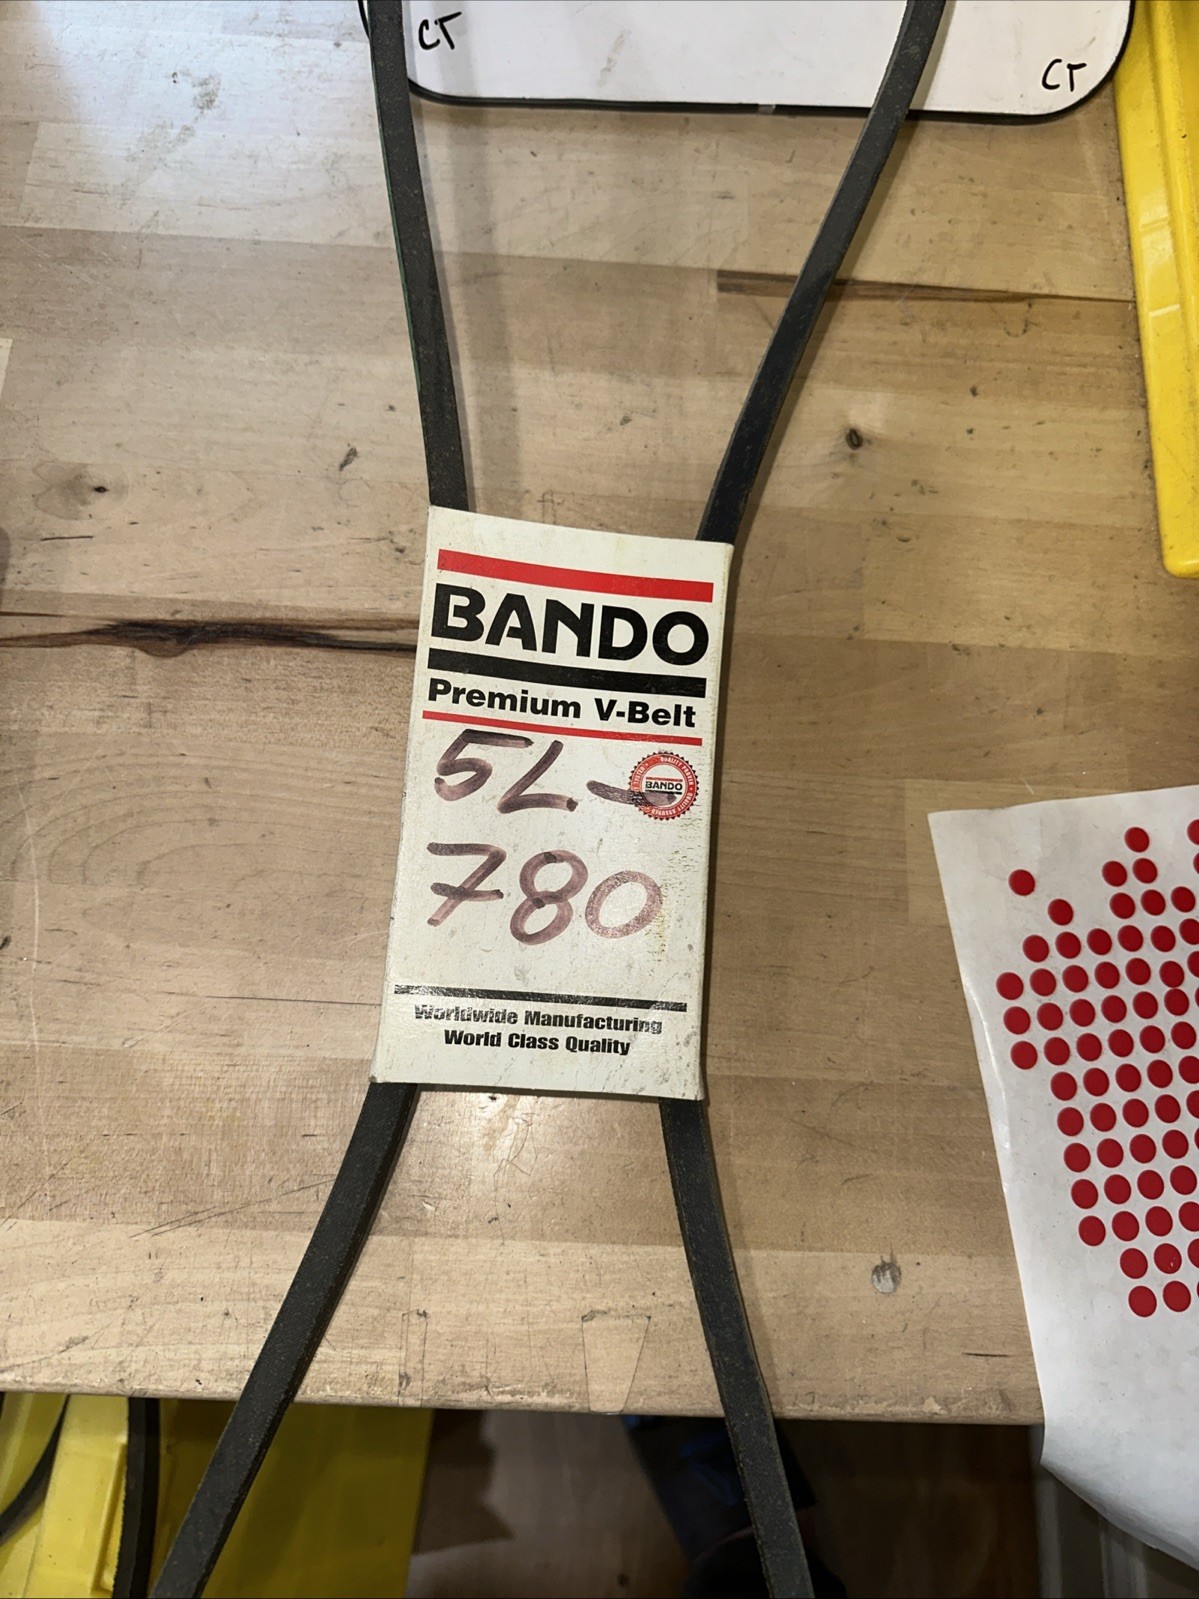 CT
CT
BANDO
Premium V-Belt
5L-
BANDO
780
Worldwide Manufacturing
World Class Quality